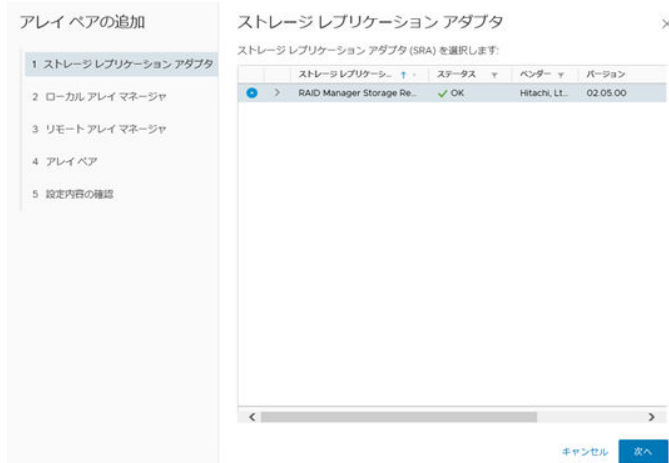 アレイ ペアの追加
1 ストレージ レプリケーション アダプタ
2 ローカル アレイ マネージャ
3 リモート アレイ マネージャ
4 アレイ ペア
5 設定内容の確認
ストレージ レプリケーション アダプタ
ストレージ レプリケーション アダプタ (SRA) を選択します:
ストレージ レプリケーシ... ステータス ベンダー バージョン
RAID Manager Storage Re... OK Hitachi, Lt... 02.05.00
キャンセル 次へ